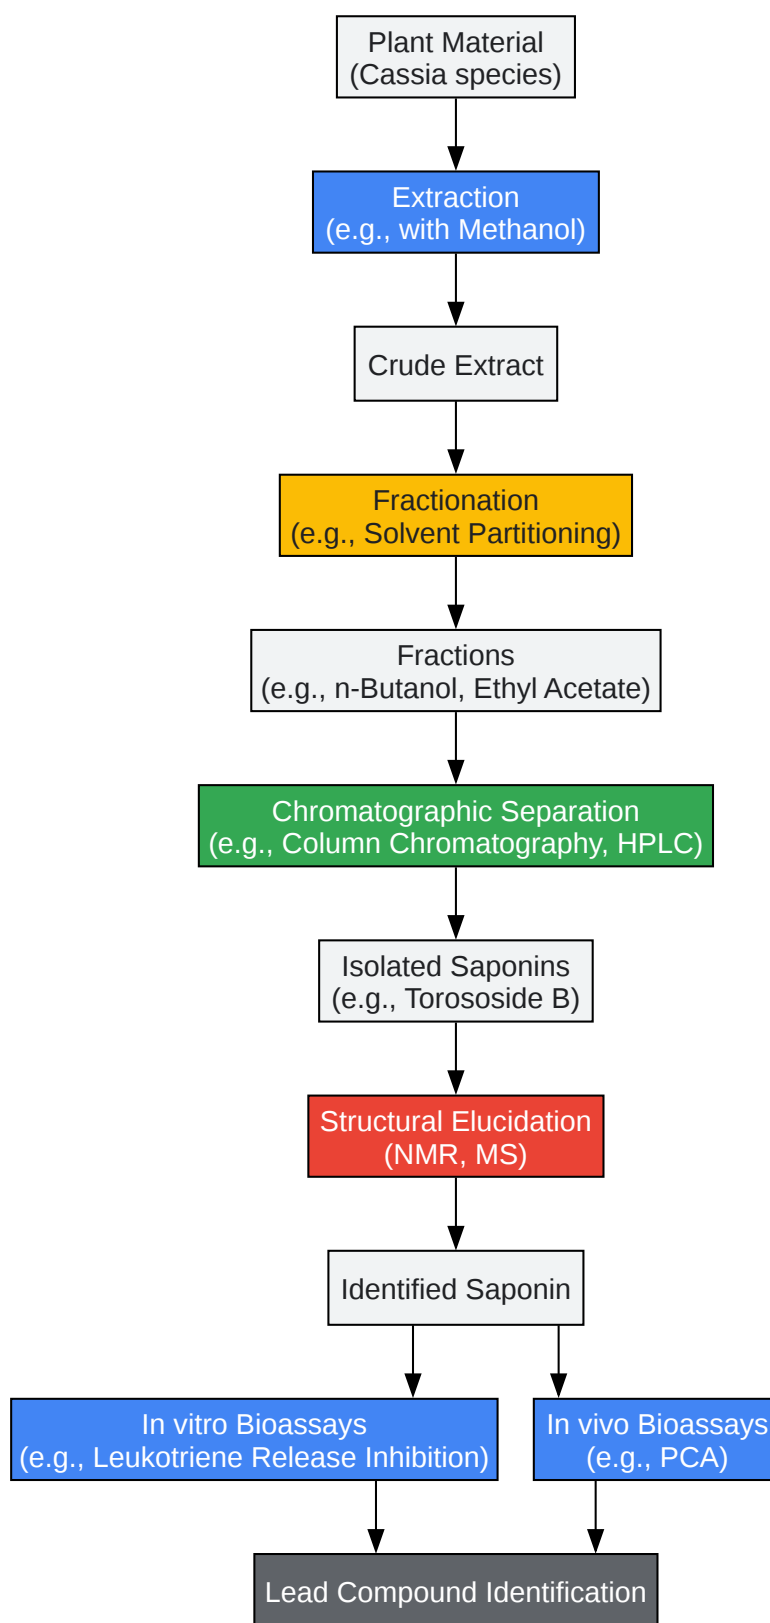 Plant Material
(Cassia species)
Extraction
(e.g., with Methanol)
Crude Extract
Fractionation
(e.g., Solvent Partitioning)
Fractions
(e.g., n-Butanol, Ethyl Acetate)
Chromatographic Separation
(e.g., Column Chromatography, HPLC)
Isolated Saponins
(e.g., Torososide B)
Structural Elucidation
(NMR, MS)
Identified Saponin
In vitro Bioassays
(e.g., Leukotriene Release Inhibition)
In vivo Bioassays
(e.g., PCA)
Lead Compound Identification